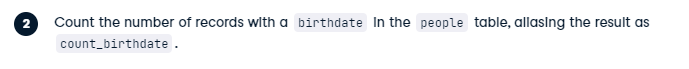 2 Count the number of records with a birthdate in the people table, aliasing the result as
count_birthdate .